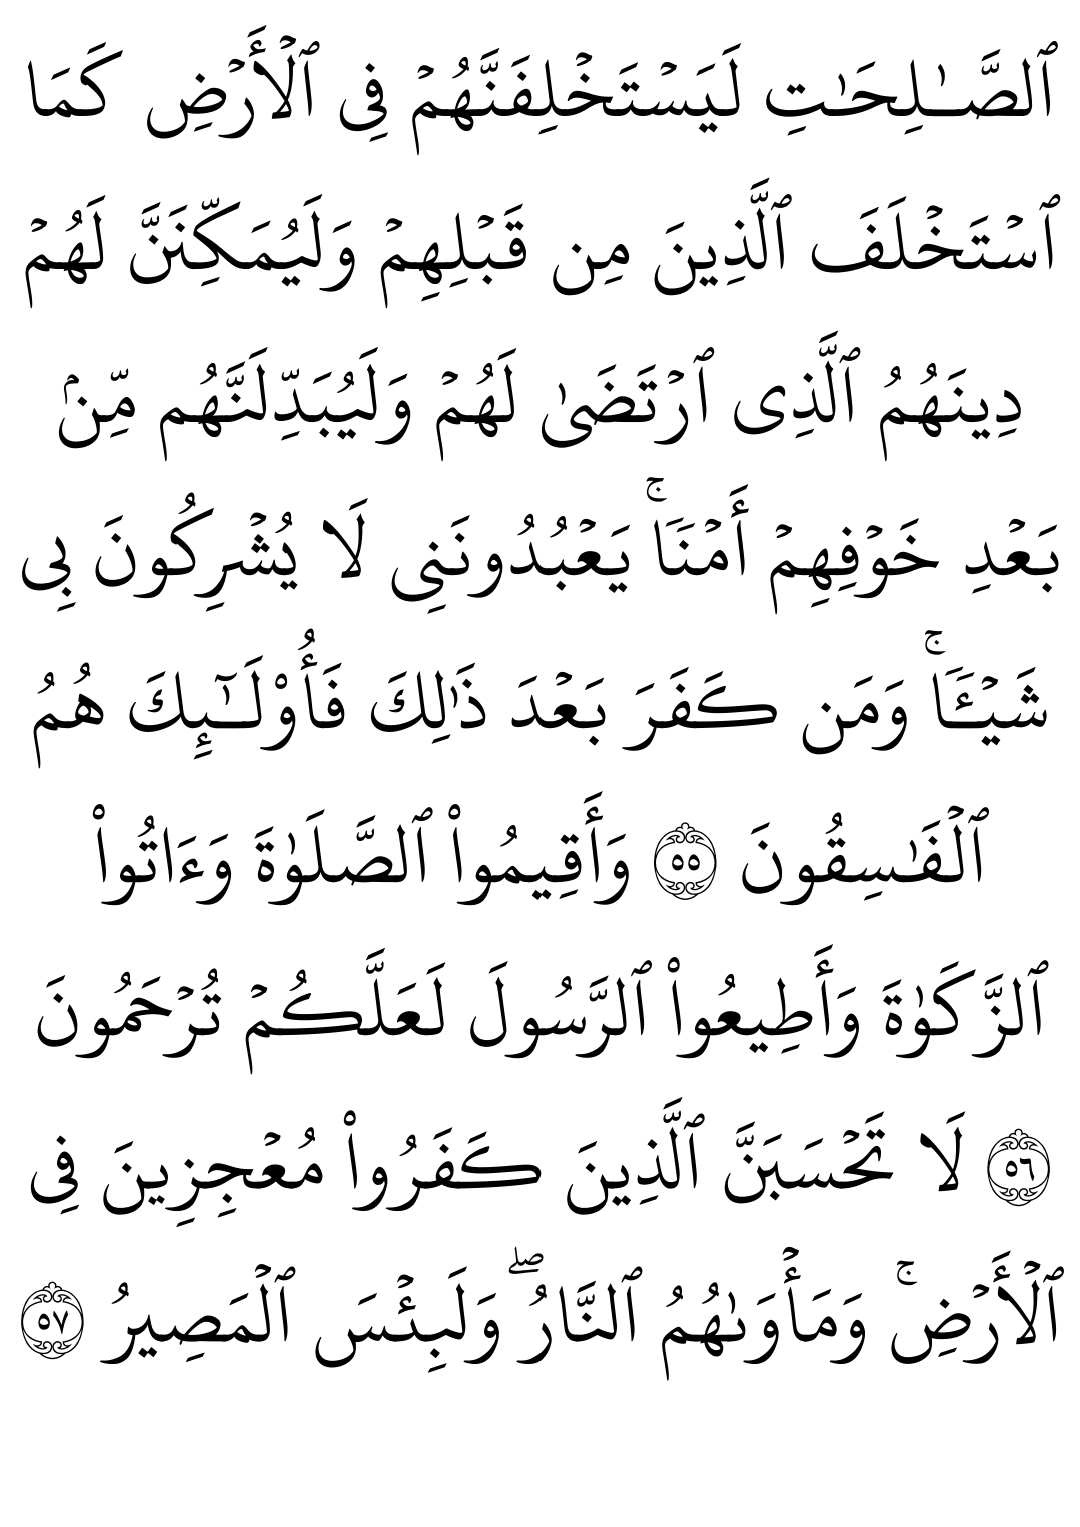 ٱلصَّـٰلِحَـٰتِ لَيَسۡتَخۡلِفَنَّهُمۡ فِى ٱلۡأَرۡضِ كَمَا
ٱسۡتَخۡلَفَ ٱلَّذِينَ مِن قَبۡلِهِمۡ وَلَيُمَكِّنَنَّ لَهُمۡ
دِينَهُمُ ٱلَّذِى ٱرۡتَضَىٰ لَهُمۡ وَلَيُبَدِّلَنَّهُم مِّنۢ
بَعۡدِ خَوۡفِهِمۡ أَمۡنًۭاۚ يَعۡبُدُونَنِى لَا يُشۡرِكُونَ بِى
شَيۡـًۭٔاۚ وَمَن كَفَرَ بَعۡدَ ذَٰلِكَ فَأُو۟لَـٰٓئِكَ هُمُ
ٱلۡفَـٰسِقُونَ ۝٥٥ وَأَقِيمُوا۟ ٱلصَّلَوٰةَ وَءَاتُوا۟
ٱلزَّكَوٰةَ وَأَطِيعُوا۟ ٱلرَّسُولَ لَعَلَّكُمۡ تُرۡحَمُونَ
۝٥٦ لَا تَحۡسَبَنَّ ٱلَّذِينَ كَفَرُوا۟ مُعۡجِزِينَ فِى
ٱلۡأَرۡضِۚ وَمَأۡوَىٰهُمُ ٱلنَّارُۖ وَلَبِئۡسَ ٱلۡمَصِيرُ ۝٥٧